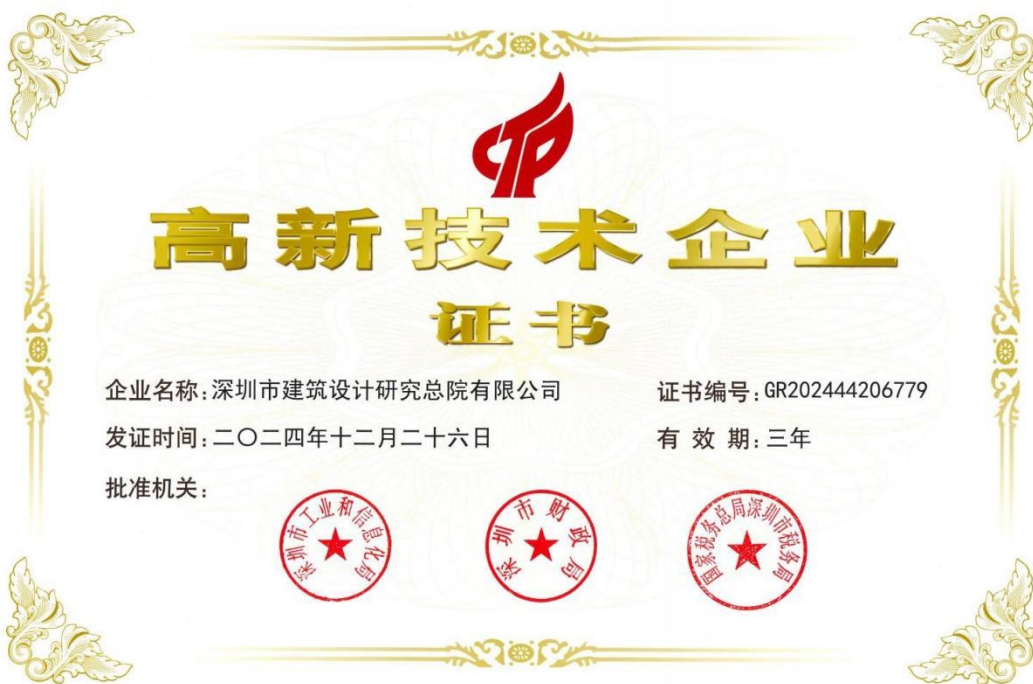 高新技术企业
证书
企业名称：深圳市建筑设计研究总院有限公司 证书编号：GR202444206779
发证时间：二〇二四年十二月二十六日 有效期：三年
批准机关：
深圳市工业和信息化局
深圳市财政局
国家税务总局深圳市税务局